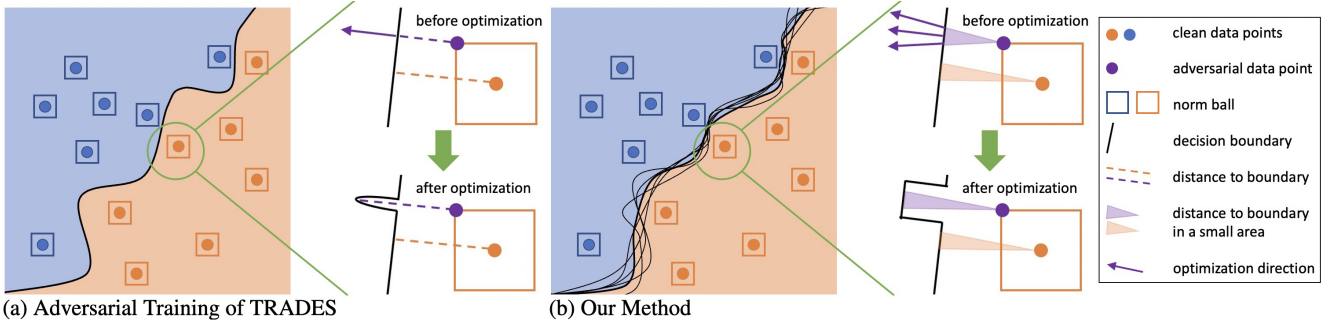 before optimization
after optimization
(a) Adversarial Training of TRADES
before optimization
after optimization
(b) Our Method
clean data points
adversarial data point
norm ball
decision boundary
distance to boundary
distance to boundary
in a small area
optimization direction